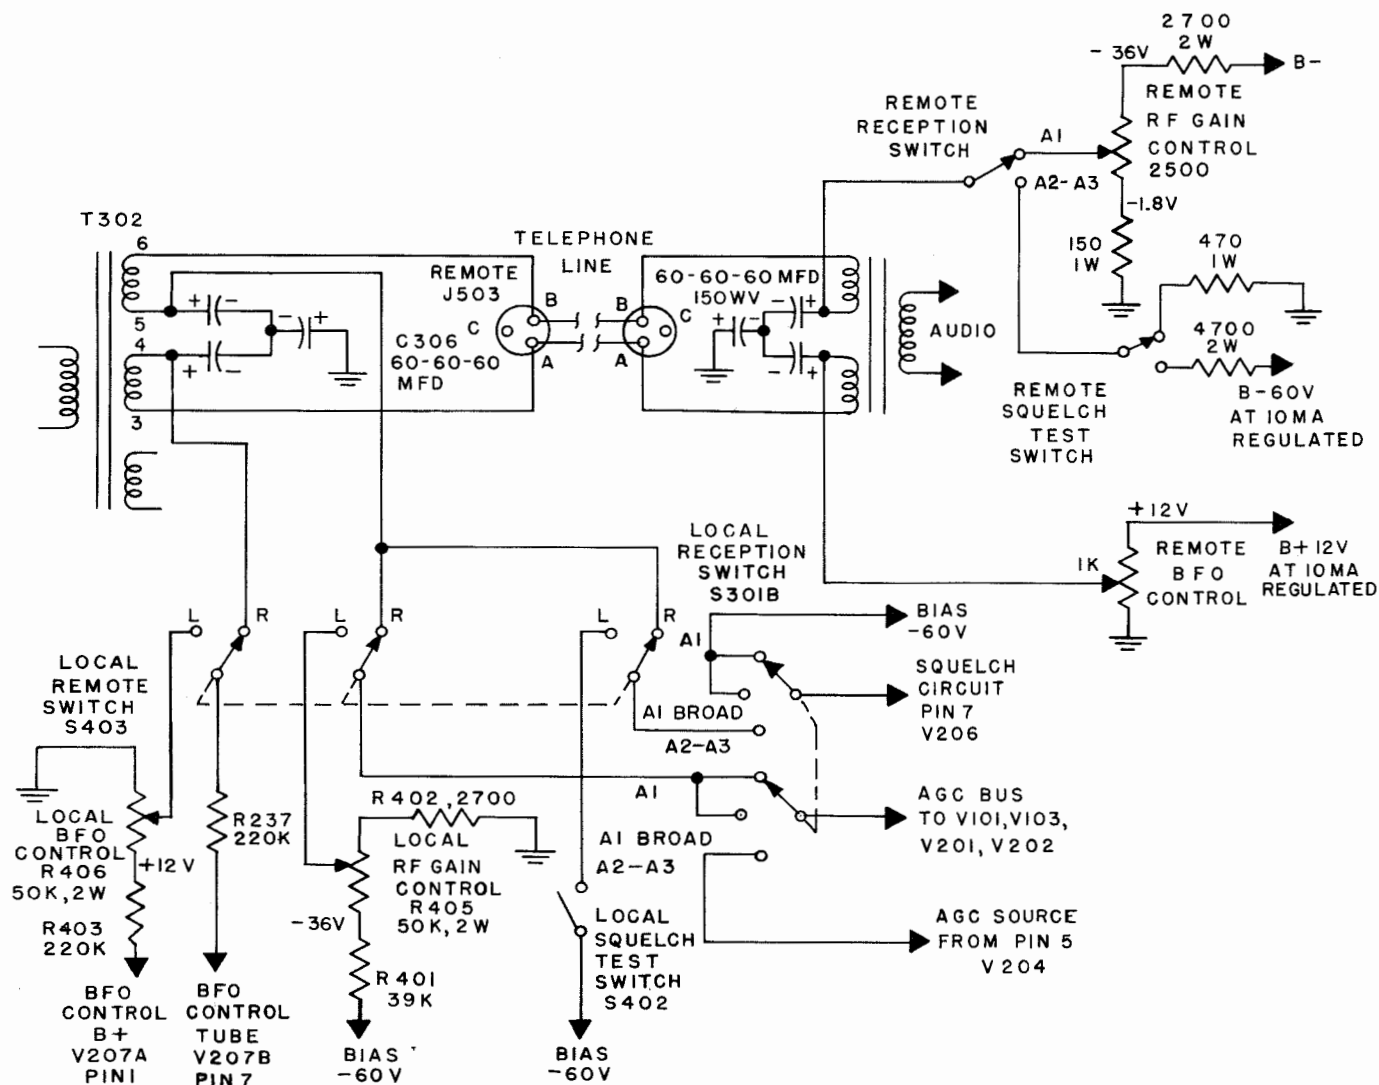 2700
2W
- 36V
B-
REMOTE
RF GAIN
CONTROL
2500
REMOTE
RECEPTION
SWITCH
A1
A2-A3
-1.8V
150
1W
470
1W
4700
2W
B-60V
AT 10MA
REGULATED
REMOTE
SQUELCH
TEST
SWITCH
T302
6
5
4
3
+ -
+ -
- +
TELEPHONE
LINE
REMOTE
J503
C
B
A
C306
60-60-60
MFD
B
C
A
60-60-60 MFD
150WV
+ -
- +
- +
AUDIO
+12V
1K
REMOTE
BFO
CONTROL
B+12V
AT 10MA
REGULATED
LOCAL
RECEPTION
SWITCH
S301B
L
R
L
R
L
R
A1
BIAS
-60V
SQUELCH
CIRCUIT
PIN 7
V206
A1 BROAD
A2-A3
LOCAL
REMOTE
SWITCH
S403
A1
AGC BUS
TO V101, V103,
V201, V202
A1 BROAD
A2-A3
AGC SOURCE
FROM PIN 5
V204
LOCAL
BFO
CONTROL
R406
50K, 2W
+12V
R403
220K
R237
220K
R402, 2700
LOCAL
RF GAIN
CONTROL
R405
50K, 2W
-36V
R401
39K
LOCAL
SQUELCH
TEST
SWITCH
S402
BFO
CONTROL
B+
V207A
PIN1
BFO
CONTROL
TUBE
V207B
PIN 7
BIAS
-60V
BIAS
-60V